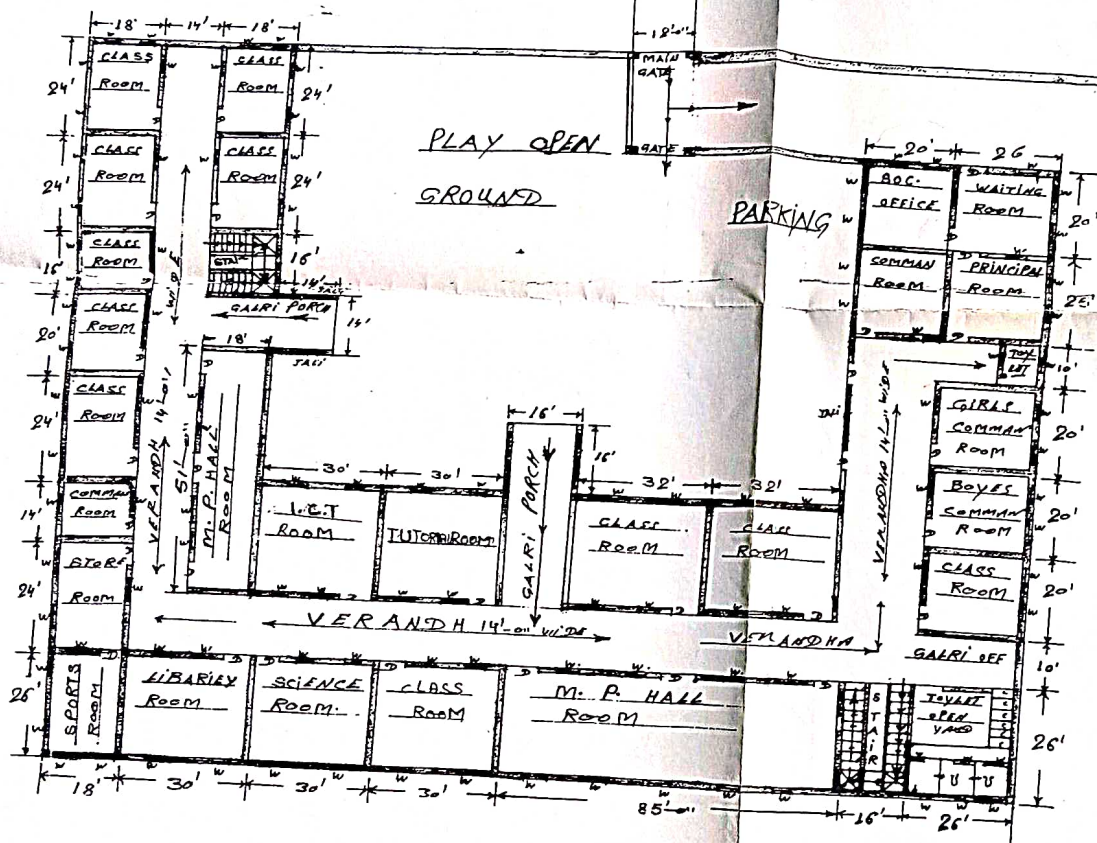 18' 14' 18'
18'-0"
MAIN
GATE
GATE
CLASS
ROOM
24'
CLASS
ROOM
24'
CLASS
ROOM
24'
CLASS
ROOM
24'
PLAY OPEN
GROUND
PARKING
20' 26
BOC.
OFFICE
WAITING
ROOM
20'
COMMAN
ROOM
PRINCIPAL
ROOM
CLASS
ROOM
16'
STAIR
16'
14'
GALRI PORCH
14'
JALI
CLASS
ROOM
20'
18'
CLASS
ROOM
24'
VERANDH 14'-0" WIDE
51'-0"
M. P. HALL
ROOM
COMMAN
ROOM
14'
STORE
ROOM
24'
30' 30'
I.C.T
ROOM
TUTORIALROOM
16'
16'
GALRI PORCH
32' 32'
CLASS
ROOM
CLASS
ROOM
VERANDHA 14'-0" WIDE
TOY
LET
10'
GIRLS
COMMAN
ROOM
20'
BOYES
COMMAN
ROOM
20'
CLASS
ROOM
20'
GALRI OFF
10'
VERANDH 14'-0" WIDE
VERANDHA
SPORTS
ROOM
26'
LIBARIEY
ROOM
SCIENCE
ROOM.
CLASS
ROOM
M. P. HALL
ROOM
STAIR
TOYLET
OPEN
YARD
26'
18' 30' 30' 30' 85'-0" 16' 26'